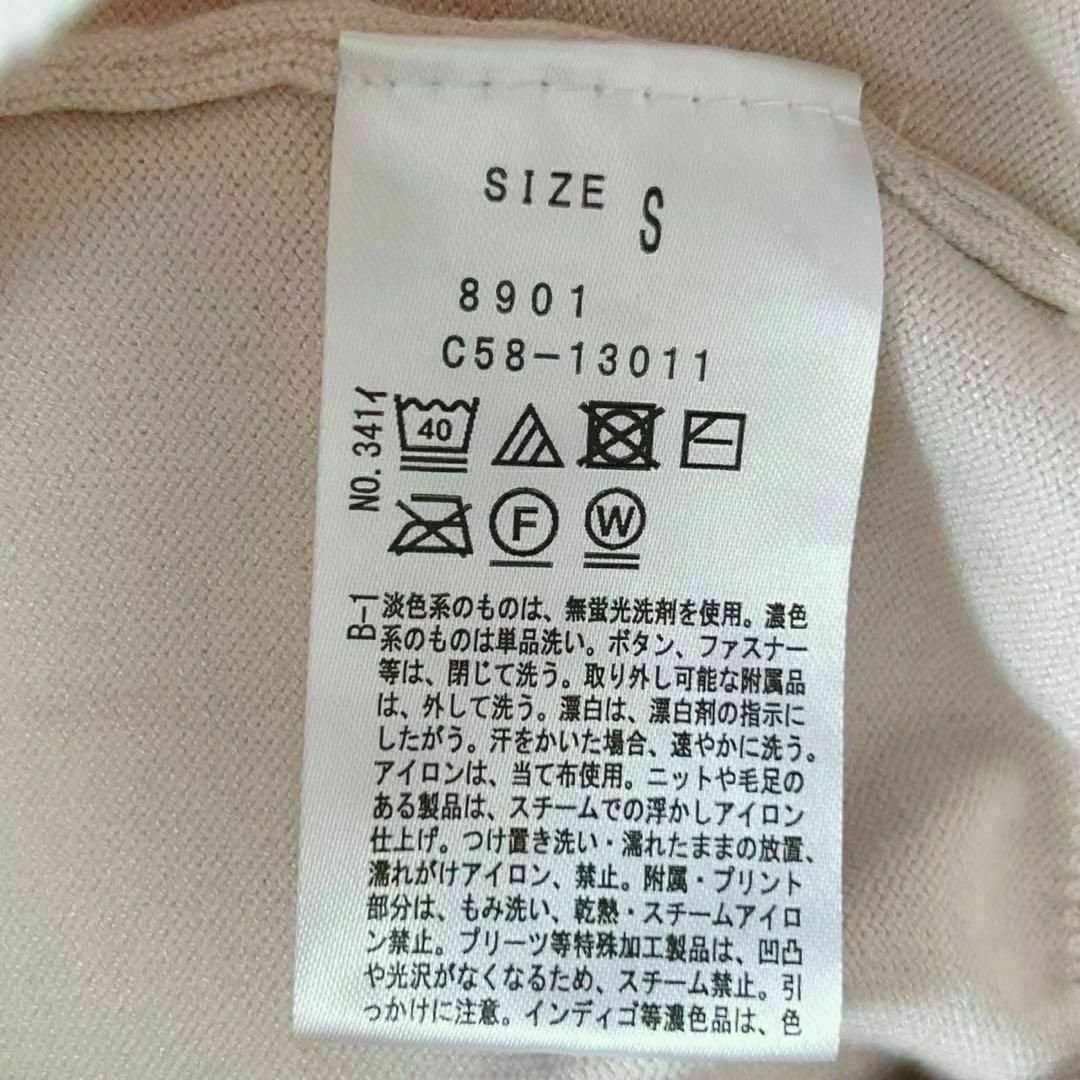 SIZE S
8901
C58-13011
NO.341イ
40
F
W
B-1
淡色系のものは、無蛍光洗剤を使用。濃色
系のものは単品洗い。ボタン、ファスナー
等は、閉じて洗う。取り外し可能な附属品
は、外して洗う。漂白は、漂白剤の指示に
したがう。汗をかいた場合、速やかに洗う。
アイロンは、当て布使用。ニットや毛足の
ある製品は、スチームでの浮かしアイロン
仕上げ。つけ置き洗い・濡れたままの放置、
濡れがけアイロン、禁止。附属・プリント
部分は、もみ洗い、乾熱・スチームアイロ
ン禁止。プリーツ等特殊加工製品は、凹凸
や光沢がなくなるため、スチーム禁止。引
っかけに注意。インディゴ等濃色品は、色